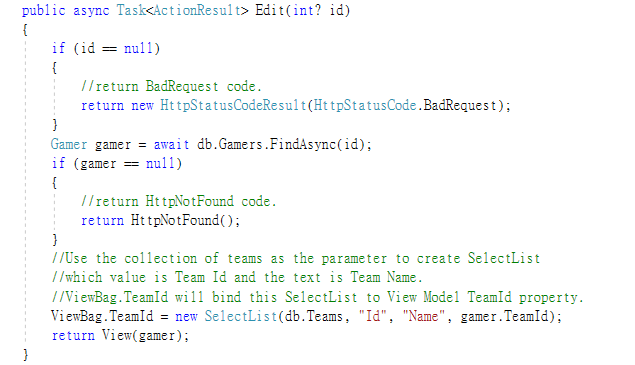 public async Task<ActionResult> Edit(int? id)
{
    if (id == null)
    {
        //return BadRequest code.
        return new HttpStatusCodeResult(HttpStatusCode.BadRequest);
    }
    Gamer gamer = await db.Gamers.FindAsync(id);
    if (gamer == null)
    {
        //return HttpNotFound code.
        return HttpNotFound();
    }
    //Use the collection of teams as the parameter to create SelectList
    //which value is Team Id and the text is Team Name.
    //ViewBag.TeamId will bind this SelectList to View Model TeamId property.
    ViewBag.TeamId = new SelectList(db.Teams, "Id", "Name", gamer.TeamId);
    return View(gamer);
}